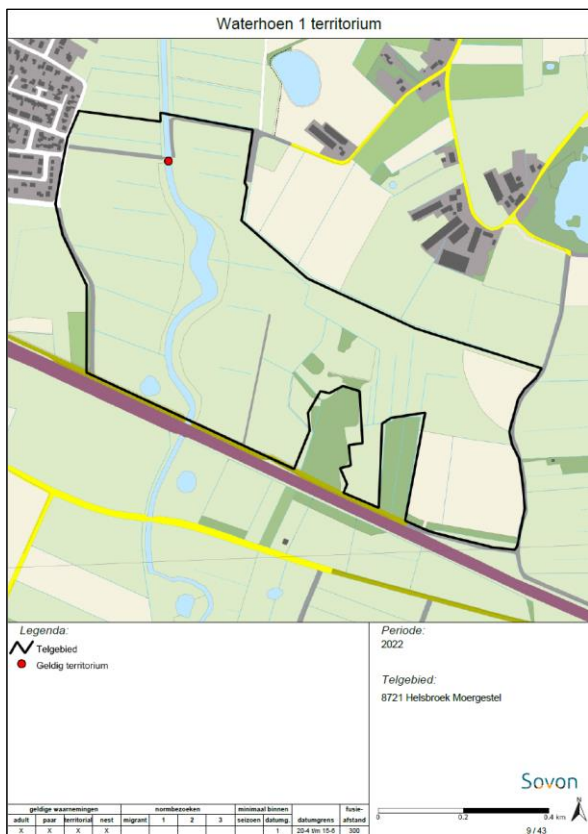 Waterhoen 1 territorium
Legenda:
Telgebied
Geldig territorium
Periode:
2022
Telgebied:
8721 Helsbroek Moergestel
Sovon
0 0.2 0.4 km
N
9 / 43
geldige waarnemingen normbezoeken minimaal binnen fusie-
adult paar territorial nest migrant 1 2 3 seizoen datumg. datumgrens afstand
X X X X 1 20-4 t/m 15-6 300